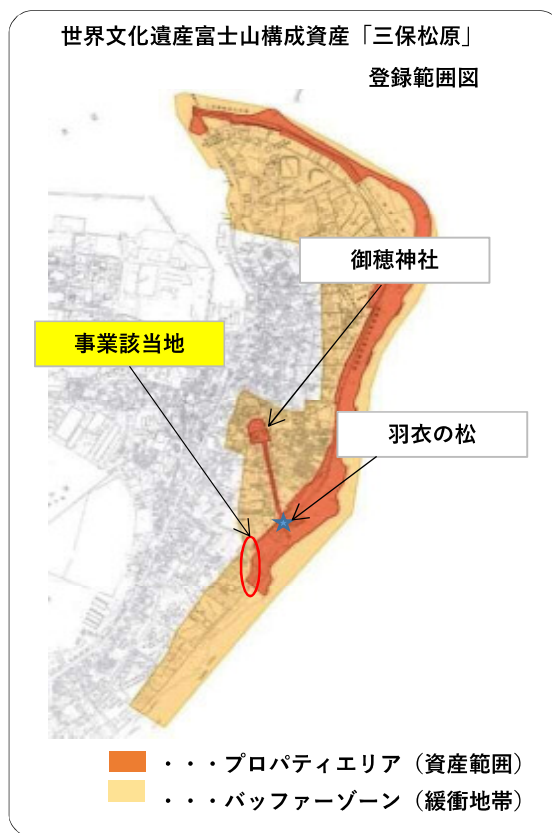 世界文化遺産富士山構成資産「三保松原」
登録範囲図
御穂神社
事業該当地
羽衣の松
・・・プロパティエリア（資産範囲）
・・・バッファーゾーン（緩衝地帯）